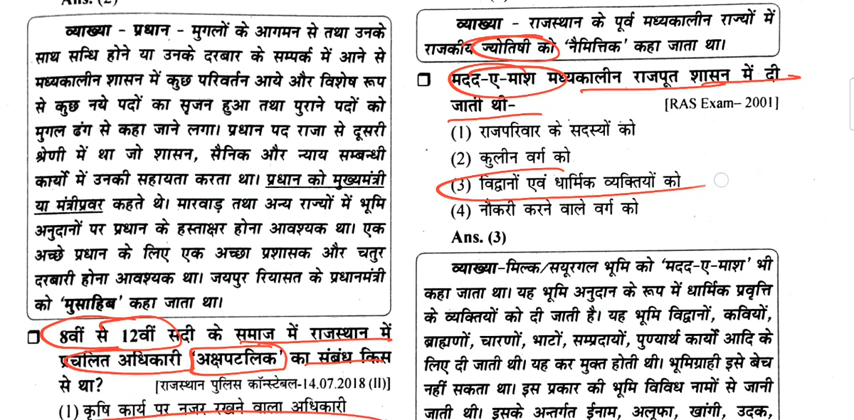 Ans. (2)
व्याख्या - प्रधान - मुगलों के आगमन से तथा उनके
साथ सन्धि होने या उनके दरबार के सम्पर्क में आने से
मध्यकालीन शासन में कुछ परिवर्तन आये और विशेष रूप
से कुछ नये पदों का सृजन हुआ तथा पुराने पदों को
मुगल ढंग से कहा जाने लगा। प्रधान पद राजा से दूसरी
श्रेणी में था जो शासन, सैनिक और न्याय सम्बन्धी
कार्यों में उनकी सहायता करता था। प्रधान को मुख्यमंत्री
या मंत्रीप्रवर कहते थे। मारवाड़ तथा अन्य राज्यों में भूमि
अनुदानों पर प्रधान के हस्ताक्षर होना आवश्यक था। एक
अच्छे प्रधान के लिए एक अच्छा प्रशासक और चतुर
दरबारी होना आवश्यक था। जयपुर रियासत के प्रधानमंत्री
को 'मुसाहिब' कहा जाता था।
8वीं से 12वीं सदी के समाज में राजस्थान में
प्रचलित अधिकारी 'अक्षपटलिक' का संबंध किस
से था?
[राजस्थान पुलिस कॉन्स्टेबल-14.07.2018 (II)]
(1) कृषि कार्य पर नजर रखने वाला अधिकारी
व्याख्या - राजस्थान के पूर्व मध्यकालीन राज्यों में
राजकीय ज्योतिषी को 'नैमित्तिक' कहा जाता था।
मदद-ए-माश मध्यकालीन राजपूत शासन में दी
जाती थी-
[RAS Exam– 2001]
(1) राजपरिवार के सदस्यों को
(2) कुलीन वर्ग को
(3) विद्वानों एवं धार्मिक व्यक्तियों को
(4) नौकरी करने वाले वर्ग को
Ans. (3)
व्याख्या-मिल्क/सयूरगल भूमि को 'मदद-ए-माश' भी
कहा जाता था। यह भूमि अनुदान के रूप में धार्मिक प्रवृत्ति
के व्यक्तियों को दी जाती है। यह भूमि विद्वानों, कवियों,
ब्राह्मणों, चारणों, भाटों, सम्प्रदायों, पुण्यार्थ कार्यों आदि के
लिए दी जाती थी। यह कर मुक्त होती थी। भूमिग्राही इसे बेच
नहीं सकता था। इस प्रकार की भूमि विविध नामों से जानी
जाती थी। इसके अन्तर्गत ईनाम, अलूफा, खांगी, उदक,